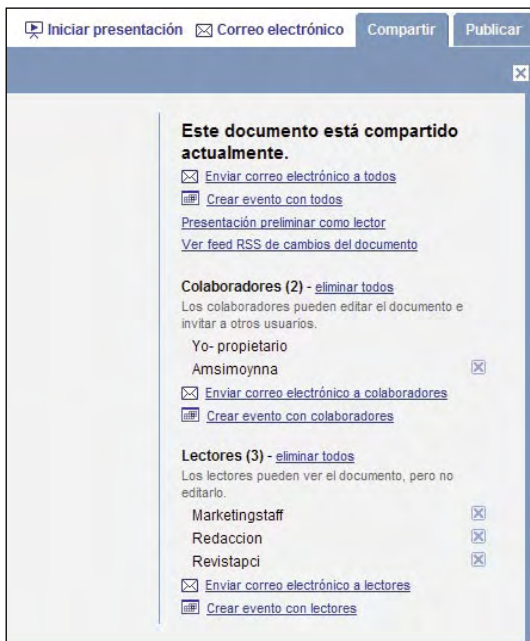 Iniciar presentación Correo electrónico Compartir Publicar
Este documento está compartido
actualmente.
Enviar correo electrónico a todos
Crear evento con todos
Presentación preliminar como lector
Ver feed RSS de cambios del documento
Colaboradores (2) - eliminar todos
Los colaboradores pueden editar el documento e
invitar a otros usuarios.
Yo- propietario
Amsimoynna
Enviar correo electrónico a colaboradores
Crear evento con colaboradores
Lectores (3) - eliminar todos
Los lectores pueden ver el documento, pero no
editarlo.
Marketingstaff
Redaccion
Revistapci
Enviar correo electrónico a lectores
Crear evento con lectores